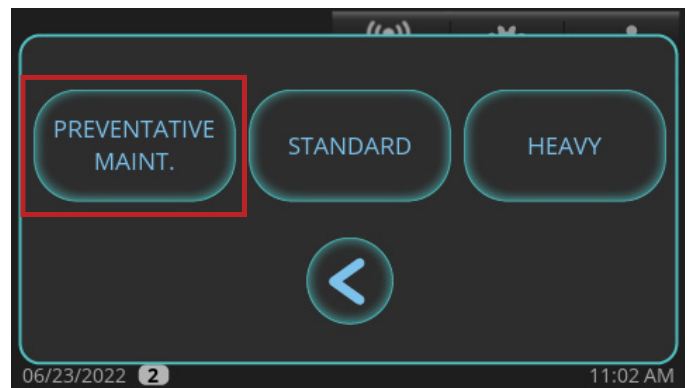 PREVENTATIVE
MAINT.
STANDARD
HEAVY
06/23/2022 2
11:02 AM